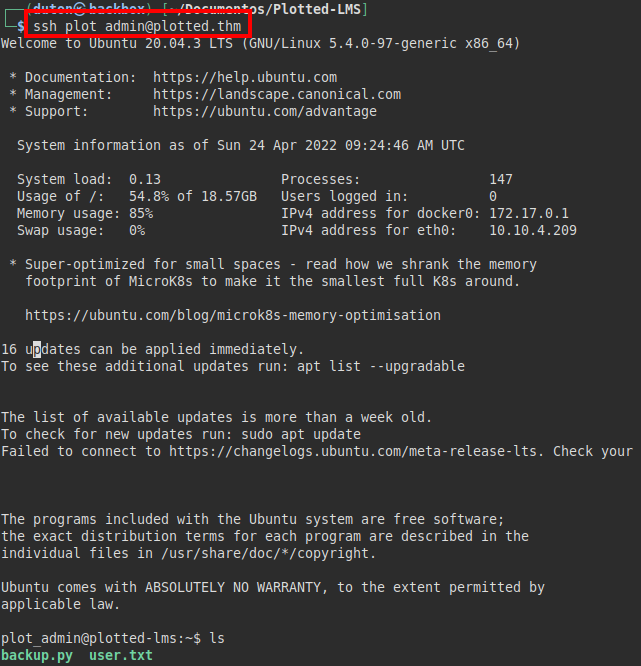 (duton㉿backbox) [~/Documentos/Plotted-LMS]
$ ssh plot_admin@plotted.thm
Welcome to Ubuntu 20.04.3 LTS (GNU/Linux 5.4.0-97-generic x86_64)
* Documentation:  https://help.ubuntu.com
* Management:     https://landscape.canonical.com
* Support:        https://ubuntu.com/advantage
System information as of Sun 24 Apr 2022 09:24:46 AM UTC
System load:  0.13              Processes:                147
Usage of /:   54.8% of 18.57GB   Users logged in:          0
Memory usage: 85%               IPv4 address for docker0: 172.17.0.1
Swap usage:   0%                IPv4 address for eth0:    10.10.4.209
* Super-optimized for small spaces - read how we shrank the memory
footprint of MicroK8s to make it the smallest full K8s around.
https://ubuntu.com/blog/microk8s-memory-optimisation
16 updates can be applied immediately.
To see these additional updates run: apt list --upgradable
The list of available updates is more than a week old.
To check for new updates run: sudo apt update
Failed to connect to https://changelogs.ubuntu.com/meta-release-lts. Check your
The programs included with the Ubuntu system are free software;
the exact distribution terms for each program are described in the
individual files in /usr/share/doc/*/copyright.
Ubuntu comes with ABSOLUTELY NO WARRANTY, to the extent permitted by
applicable law.
plot_admin@plotted-lms:~$ ls
backup.py  user.txt